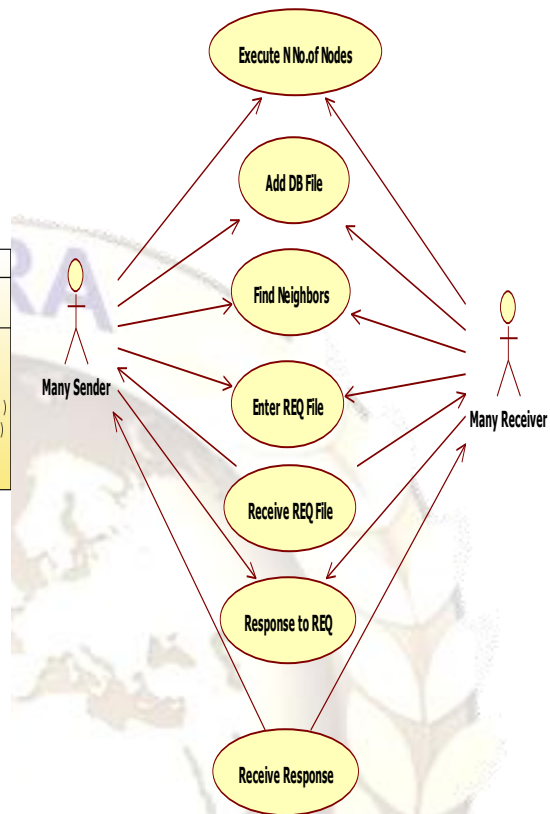 Execute N No.of Nodes
Add DB File
RA
Find Neighbors
Many Sender
Enter REQ File
Many Receiver
)
)
Receive REQ File
Response to REQ
Receive Response